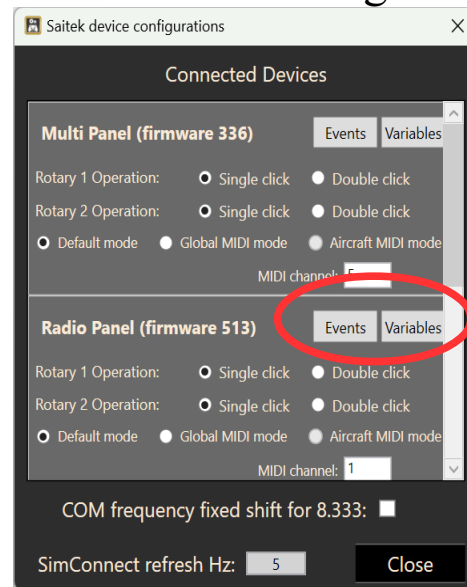 Saitek device configurations
Connected Devices
Multi Panel (firmware 336) Events Variables
Rotary 1 Operation: Single click Double click
Rotary 2 Operation: Single click Double click
Default mode Global MIDI mode Aircraft MIDI mode
MIDI channel:
Radio Panel (firmware 513) Events Variables
Rotary 1 Operation: Single click Double click
Rotary 2 Operation: Single click Double click
Default mode Global MIDI mode Aircraft MIDI mode
MIDI channel: 1
COM frequency fixed shift for 8.333:
SimConnect refresh Hz: 5 Close